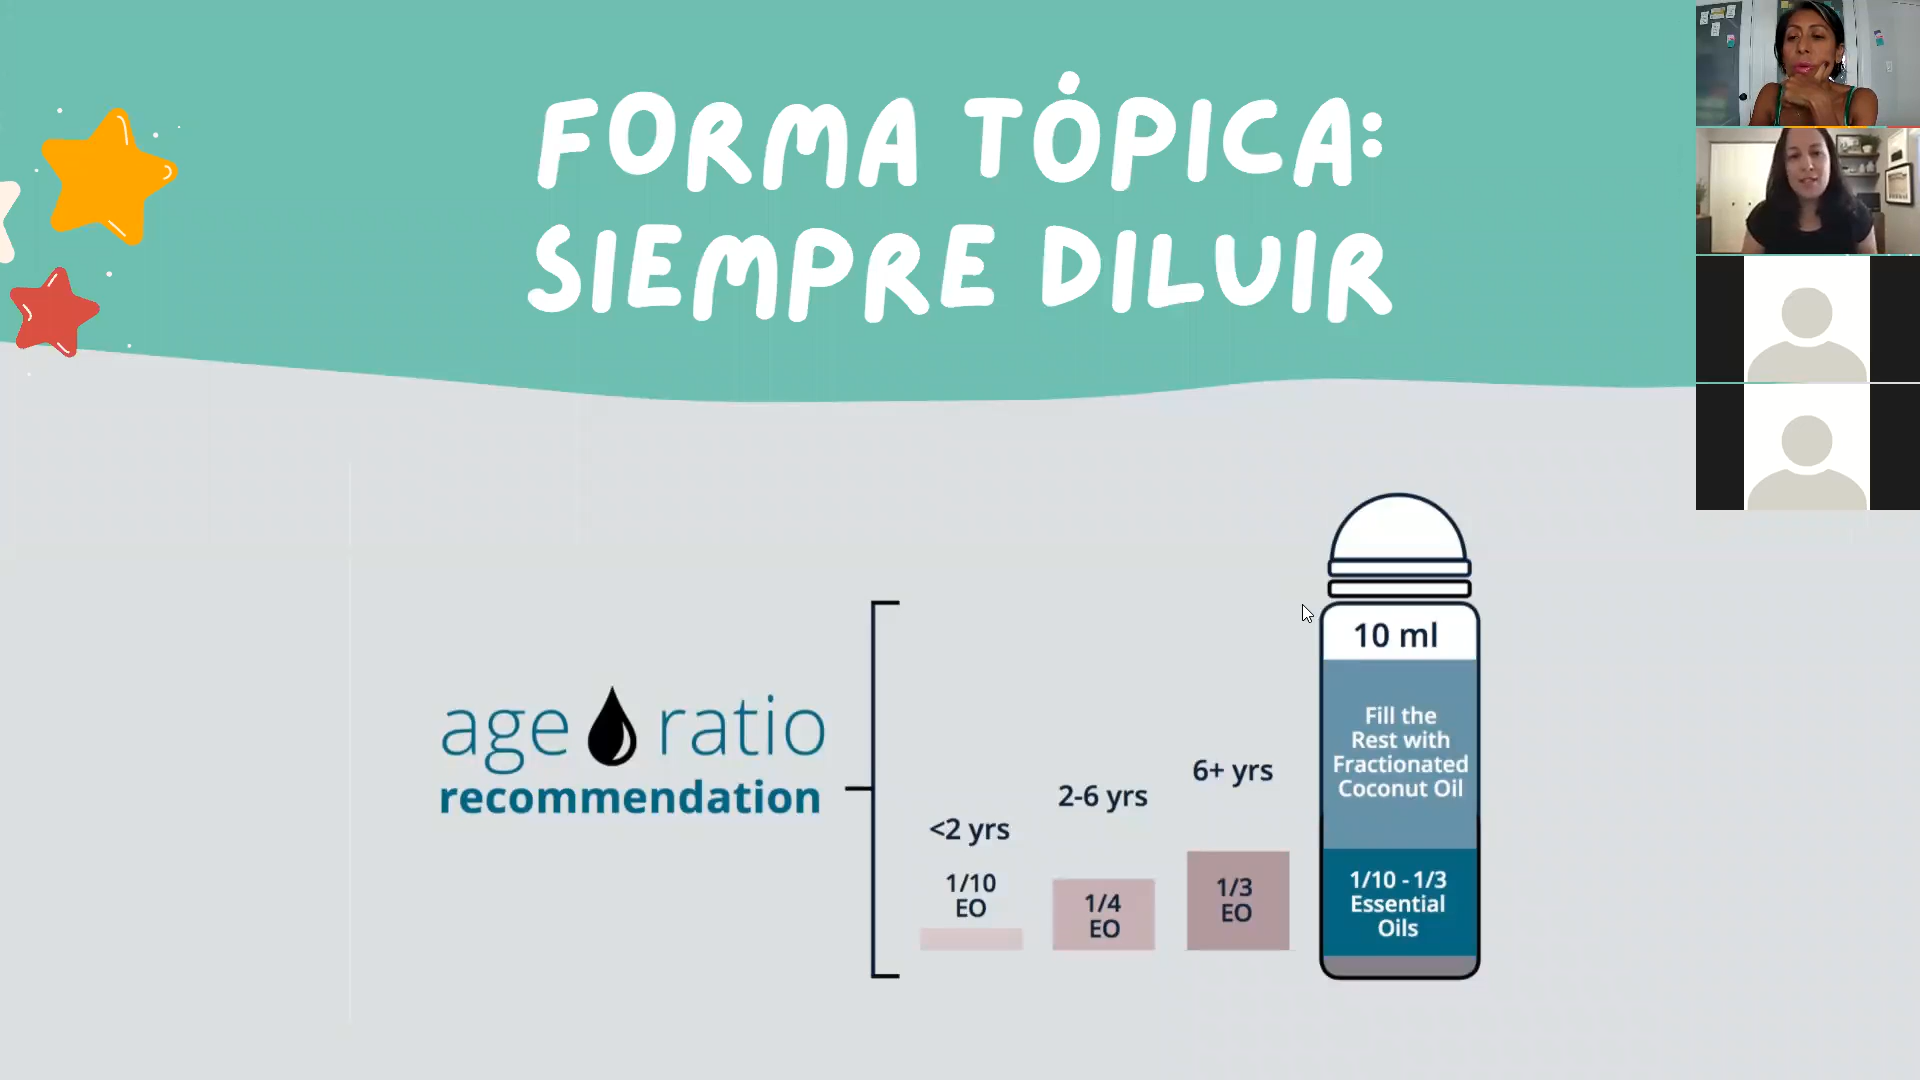 FORMA TÓPICA:
SIEMPRE DILUIR
age ratio
recommendation
<2 yrs
1/10
EO
2-6 yrs
1/4
EO
6+ yrs
1/3
EO
10 ml
Fill the
Rest with
Fractionated
Coconut Oil
1/10 - 1/3
Essential
Oils